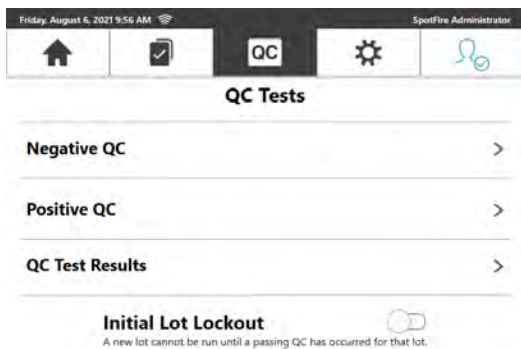 Friday, August 6, 2021 9:56 AM SpotFire Administrator
QC
QC Tests
Negative QC
Positive QC
QC Test Results
Initial Lot Lockout
A new lot cannot be run until a passing QC has occurred for that lot.